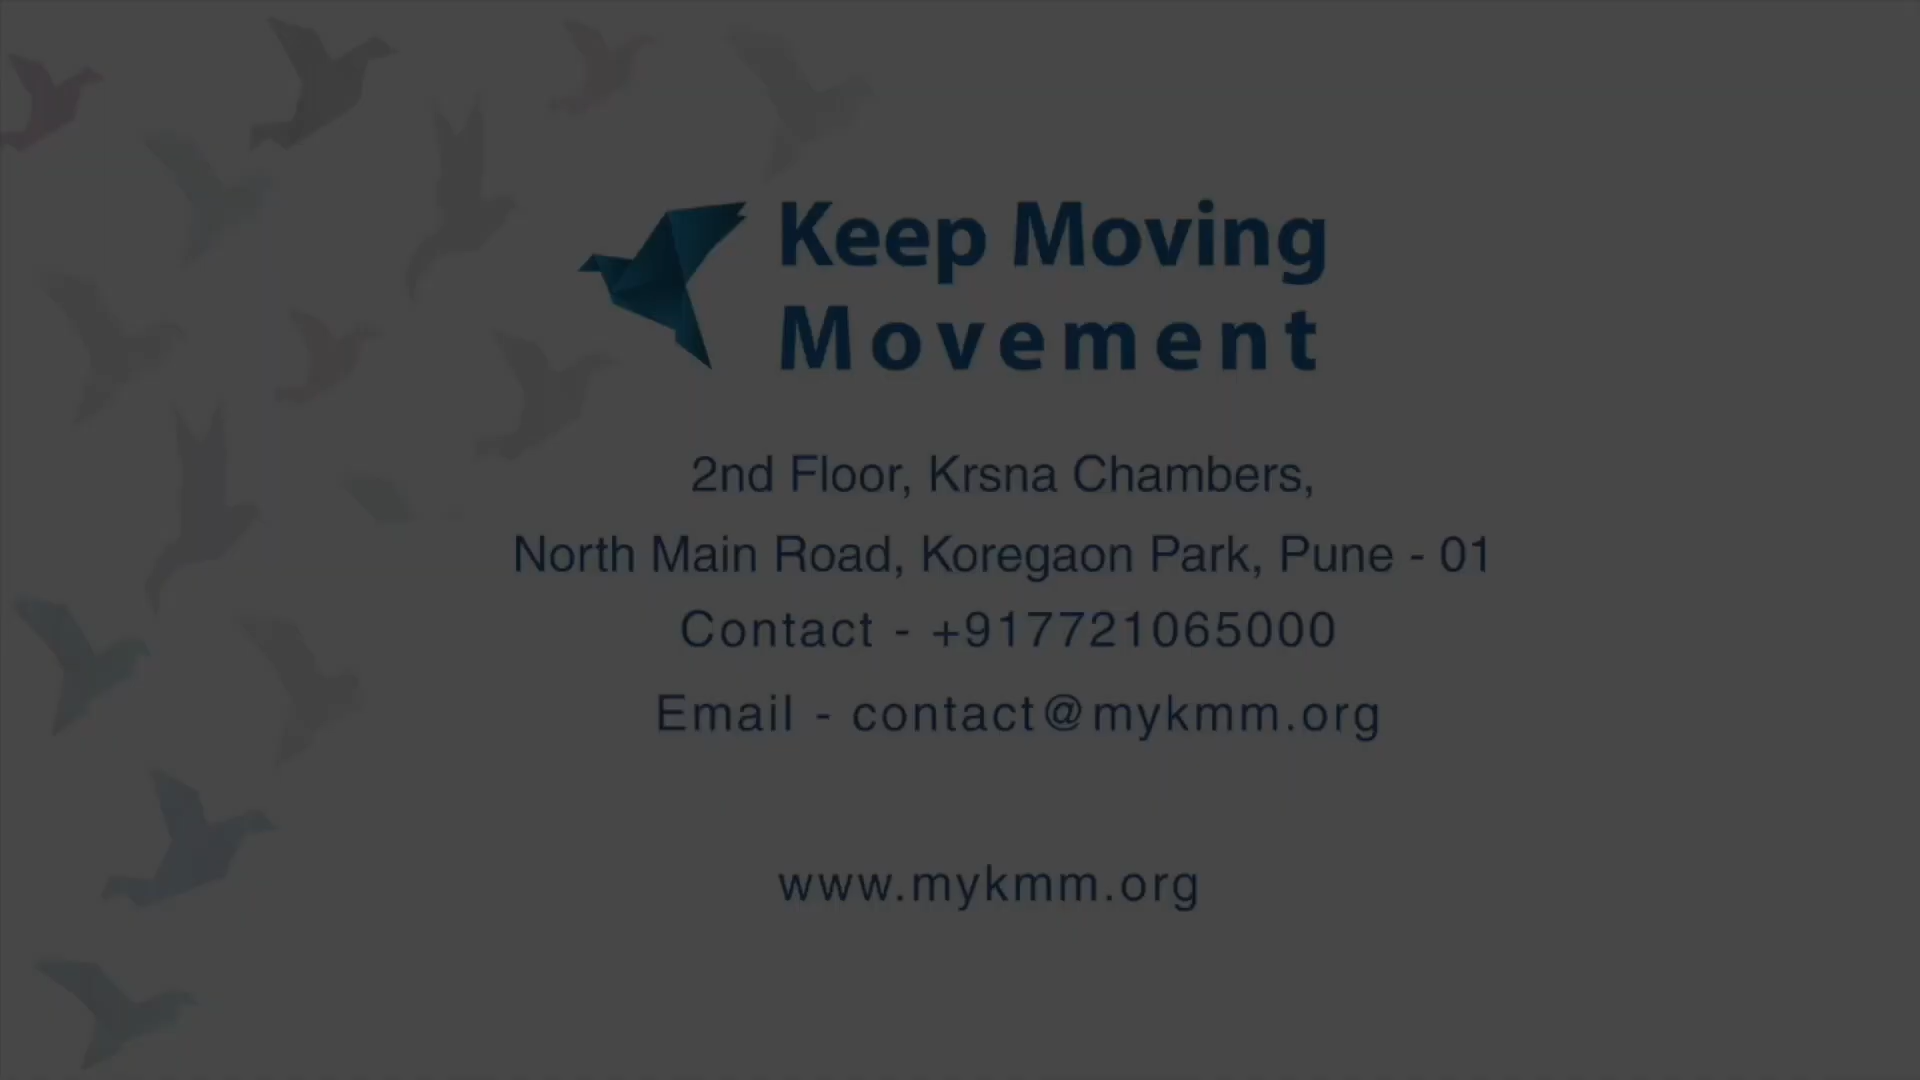 Keep Moving
Movement
2nd Floor, Krsna Chambers,
North Main Road, Koregaon Park, Pune - 01
Contact - +917721065000
Email - contact@mykmm.org
www.mykmm.org